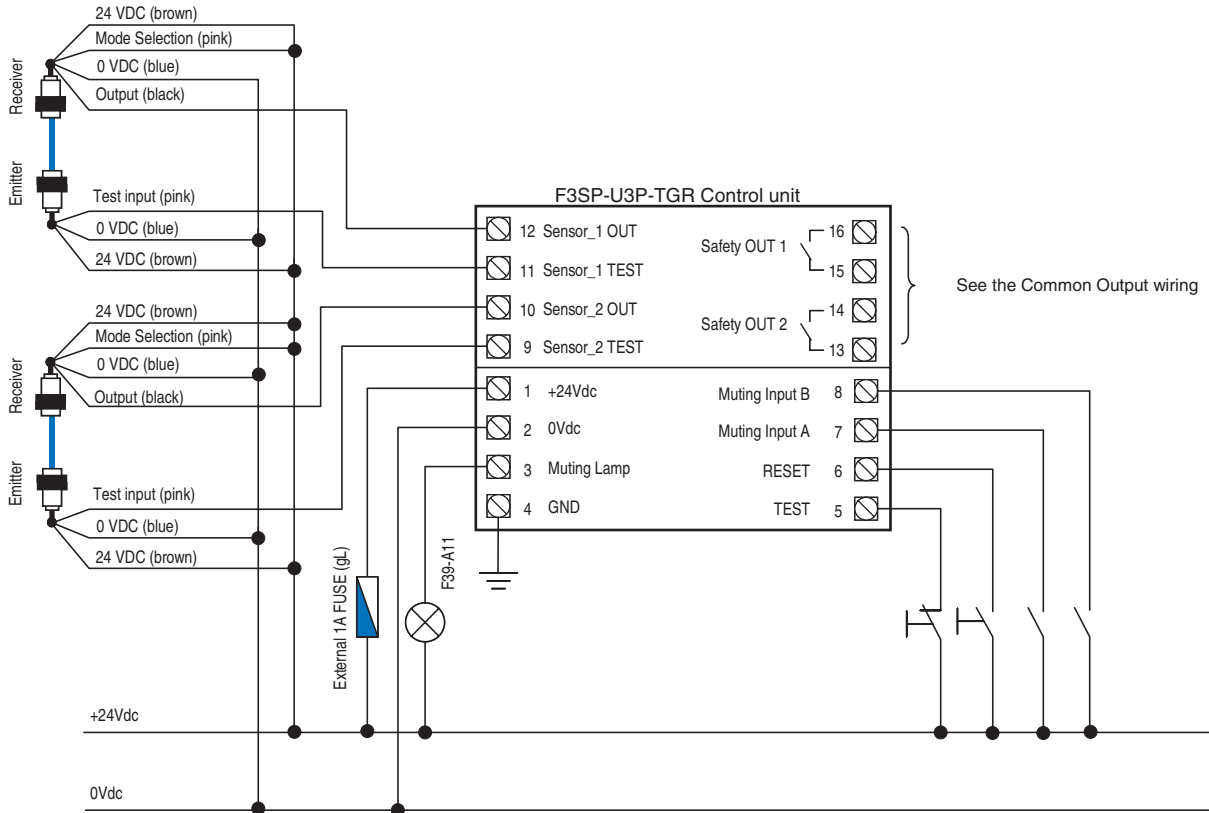 24 VDC (brown)
Mode Selection (pink)
0 VDC (blue)
Output (black)
Receiver
Emitter
Test input (pink)
0 VDC (blue)
24 VDC (brown)
24 VDC (brown)
Mode Selection (pink)
0 VDC (blue)
Output (black)
Receiver
Emitter
Test input (pink)
0 VDC (blue)
24 VDC (brown)
F3SP-U3P-TGR Control unit
12 Sensor_1 OUT
11 Sensor_1 TEST
10 Sensor_2 OUT
9 Sensor_2 TEST
Safety OUT 1
16
15
Safety OUT 2
14
13
See the Common Output wiring
1 +24Vdc
2 0Vdc
3 Muting Lamp
4 GND
Muting Input B 8
Muting Input A 7
RESET 6
TEST 5
External 1A FUSE (gL)
F39-A11
+24Vdc
0Vdc